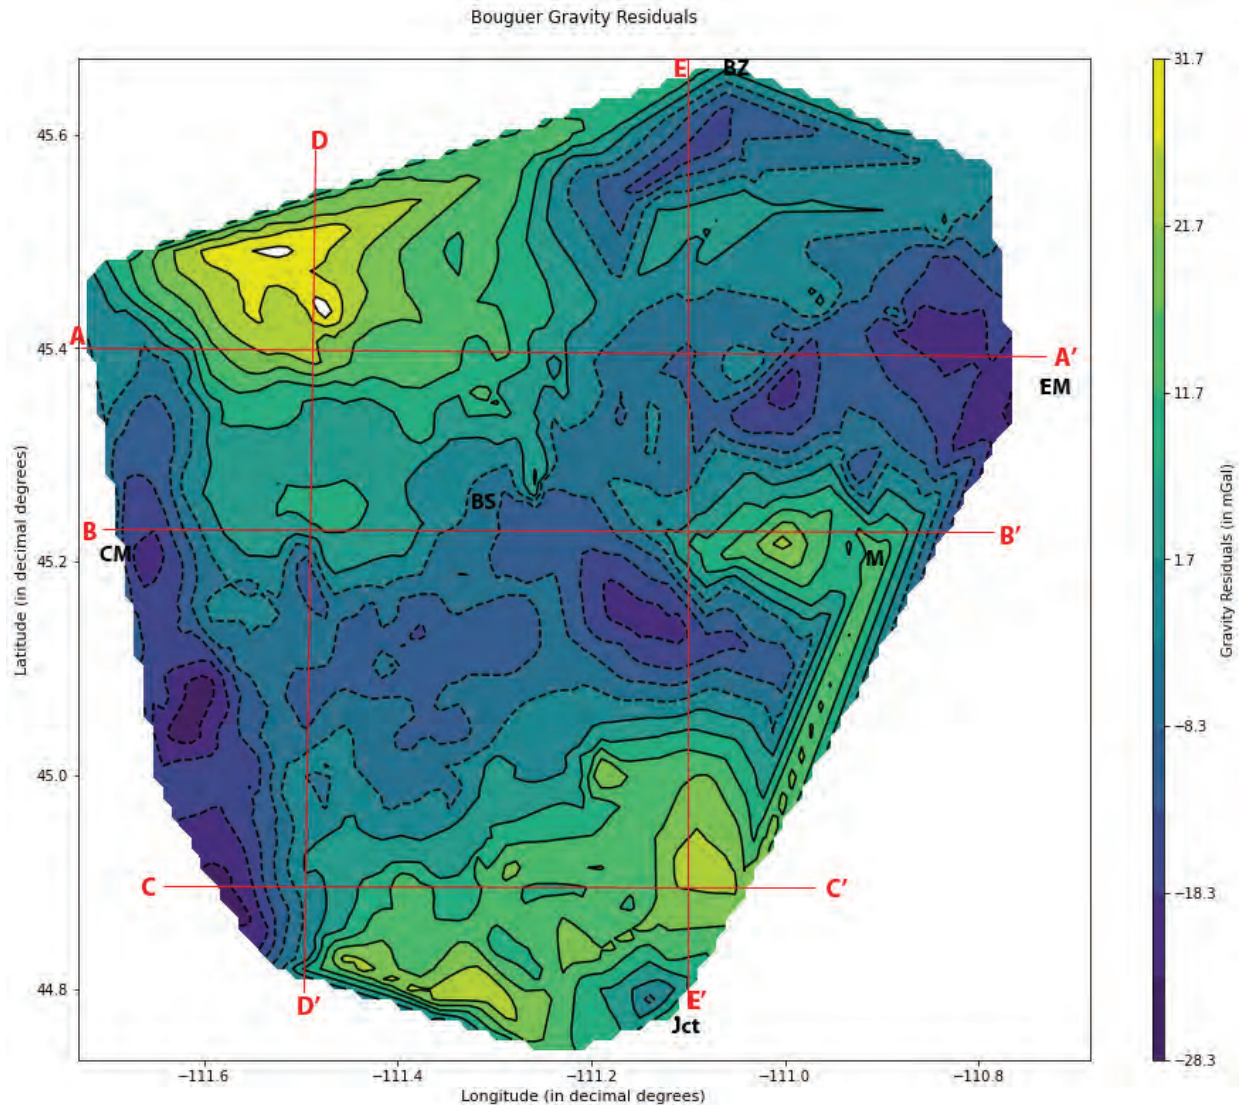 Bouguer Gravity Residuals
E
BZ
31.7
45.6
D
21.7
A
45.4
A’
EM
11.7
Latitude (in decimal degrees)
Gravity Residuals (in mGal)
BS
B
B’
CM
45.2
M
1.7
-8.3
45.0
C
C’
-18.3
44.8
D’
E’
Jct
-28.3
−111.6
−111.4
−111.2
−111.0
−110.8
Longitude (in decimal degrees)